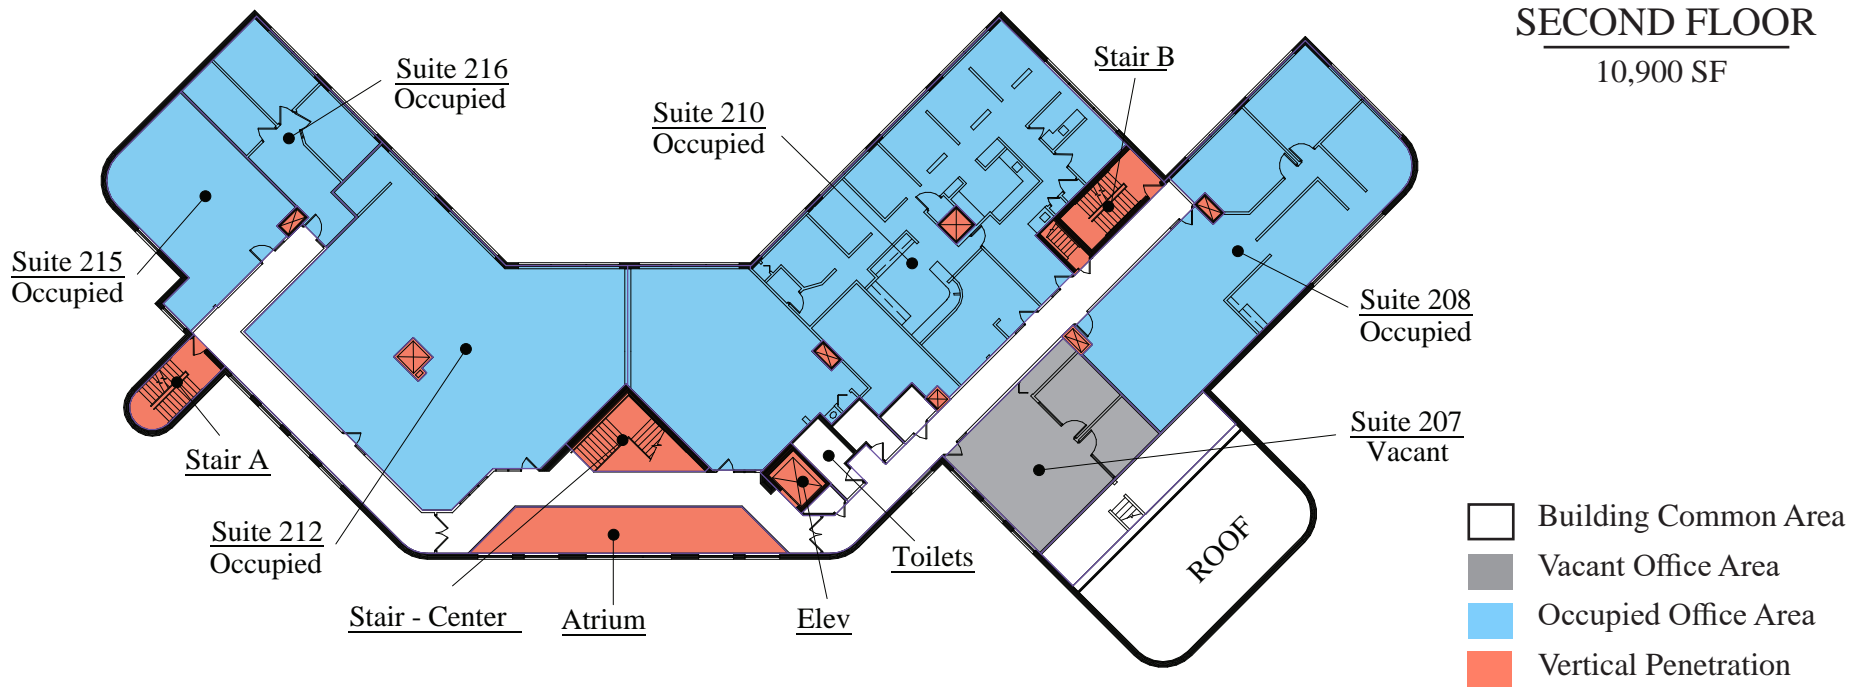 SECOND FLOOR
10,900 SF
Suite 216
Occupied
Stair B
Suite 210
Occupied
Suite 215
Occupied
Suite 208
Occupied
Stair A
Suite 207
Vacant
Suite 212
Occupied
Toilets
ROOF
Stair - Center
Atrium
Elev
Building Common Area
Vacant Office Area
Occupied Office Area
Vertical Penetration